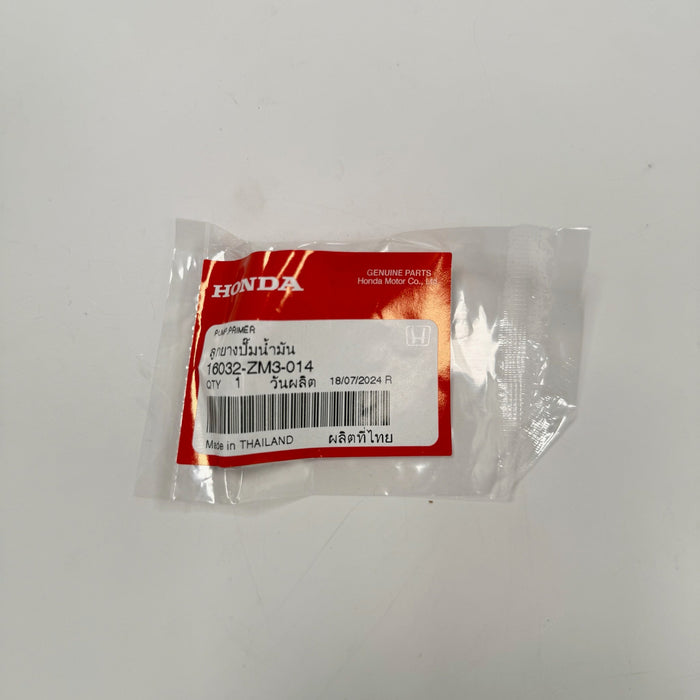 HONDA
GENUINE PARTS
Honda Motor Co., Ltd.
PUMP, PRIMER
ลูกยางปั๊มน้ำมัน
16032-ZM3-014
QTY 1 วันผลิต 18/07/2024 R
Made in THAILAND ผลิตที่ไทย